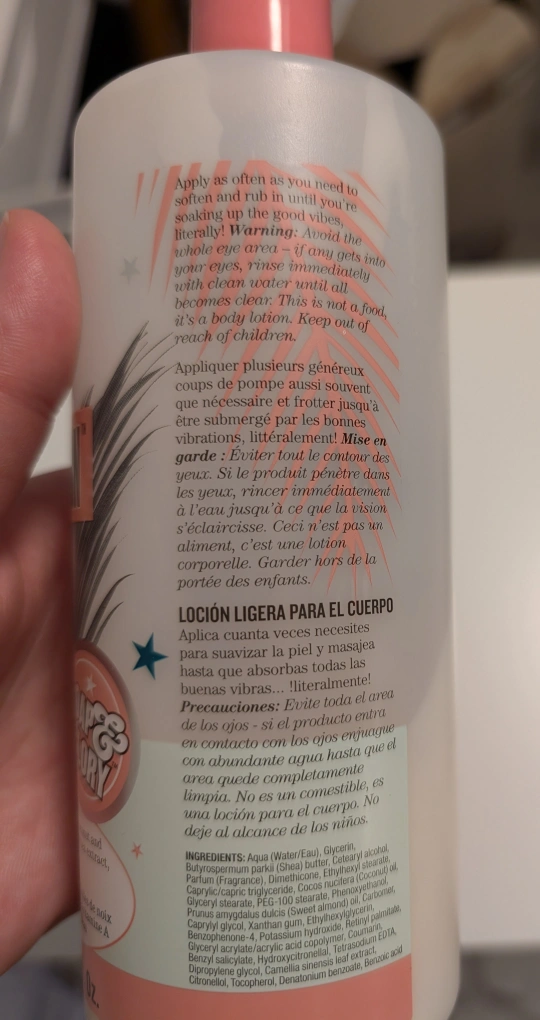 Apply as often as you need to
soften and rub in until you're
soaking up the good vibes,
literally! Warning: Avoid the
whole eye area – if any gets into
your eyes, rinse immediately
with clean water until all
becomes clear. This is not a food,
it's a body lotion. Keep out of
reach of children.
Appliquer plusieurs généreux
coups de pompe aussi souvent
que nécessaire et frotter jusqu'à
être submergé par les bonnes
vibrations, littéralement! Mise en
garde : Éviter tout le contour des
yeux. Si le produit pénètre dans
les yeux, rincer immédiatement
à l'eau jusqu'à ce que la vision
s'éclaircisse. Ceci n'est pas un
aliment, c'est une lotion
corporelle. Garder hors de la
portée des enfants.
LOCIÓN LIGERA PARA EL CUERPO
Aplica cuanta veces necesites
para suavizar la piel y masajea
hasta que absorbas todas las
buenas vibras... !literalmente!
Precauciones: Evite toda el area
de los ojos - si el producto entra
en contacto con los ojos enjuague
con abundante agua hasta que el
area quede completamente
limpia. No es un comestible, es
una loción para el cuerpo. No
deje al alcance de los niños.
INGREDIENTS: Aqua (Water/Eau), Glycerin,
Butyrospermum parkii (Shea) butter, Cetearyl alcohol,
Parfum (Fragrance), Dimethicone, Ethylhexyl stearate,
Caprylic/capric triglyceride, Cocos nucifera (Coconut) oil,
Glyceryl stearate, PEG-100 stearate, Phenoxyethanol,
Prunus amygdalus dulcis (Sweet almond) oil, Carbomer,
Caprylyl glycol, Xanthan gum, Ethylhexylglycerin,
Benzophenone-4, Potassium hydroxide, Retinyl palmitate,
Glyceryl acrylate/acrylic acid copolymer, Coumarin,
Benzyl salicylate, Hydroxycitronellal, Tetrasodium EDTA,
Dipropylene glycol, Camellia sinensis leaf extract,
Citronellol, Tocopherol, Denatonium benzoate, Benzoic acid
&
and
extract,
de noix
A
Oz.